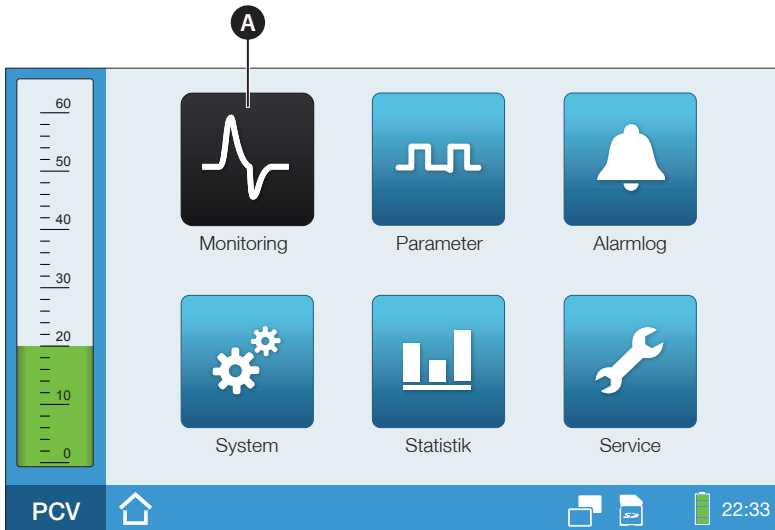 A
60
50
40
30
20
10
0
Monitoring
Parameter
Alarmlog
System
Statistik
Service
PCV
22:33